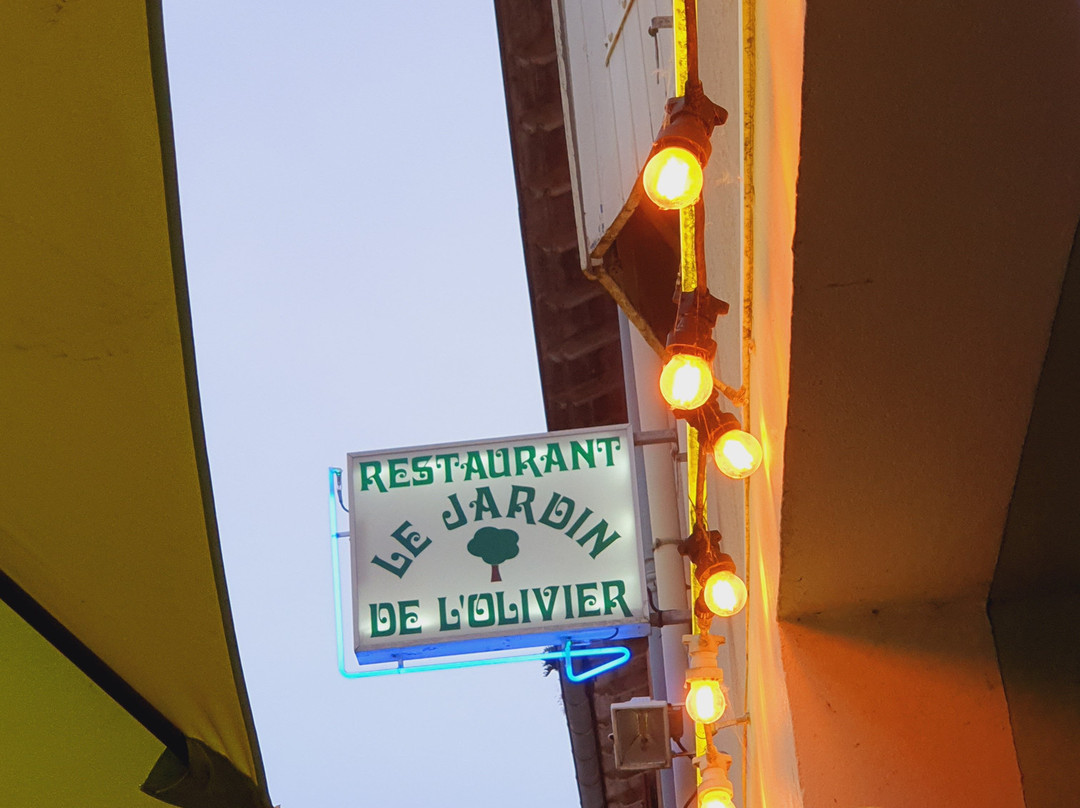 RESTAURANT
LE JARDIN
DE L'OLIVIER